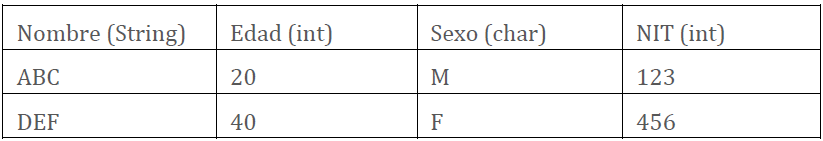 Nombre (String) Edad (int) Sexo (char) NIT (int)
ABC 20 M 123
DEF 40 F 456